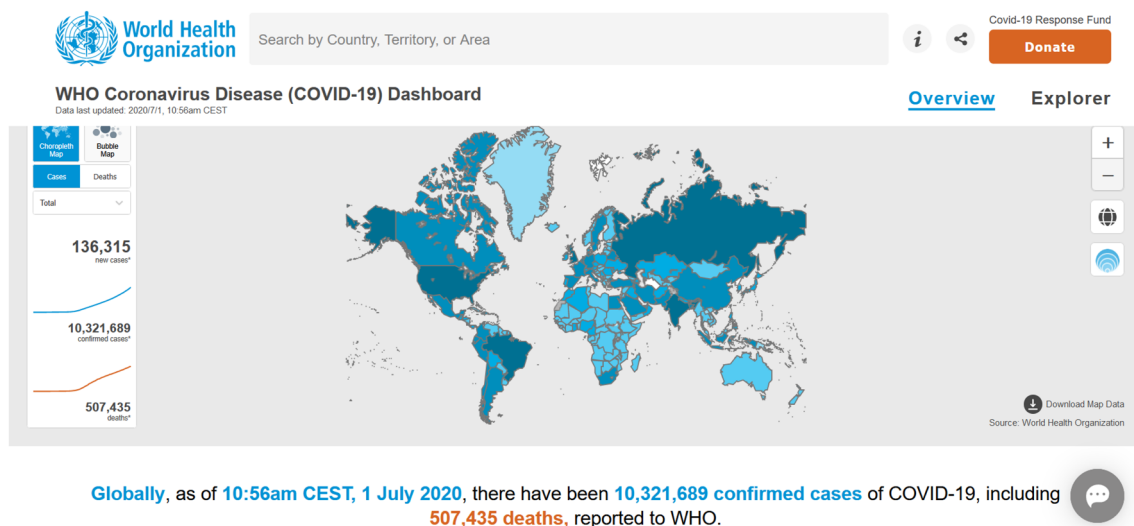 World Health
Organization
Search by Country, Territory, or Area
i
Covid-19 Response Fund
Donate
WHO Coronavirus Disease (COVID-19) Dashboard
Data last updated: 2020/7/1, 10:56am CEST
Overview
Explorer
Choropleth
Map
Bubble
Map
Cases
Deaths
Total
136,315
new cases*
10,321,689
confirmed cases*
507,435
deaths*
+
−
Download Map Data
Source: World Health Organization
Globally, as of 10:56am CEST, 1 July 2020, there have been 10,321,689 confirmed cases of COVID-19, including
507,435 deaths, reported to WHO.